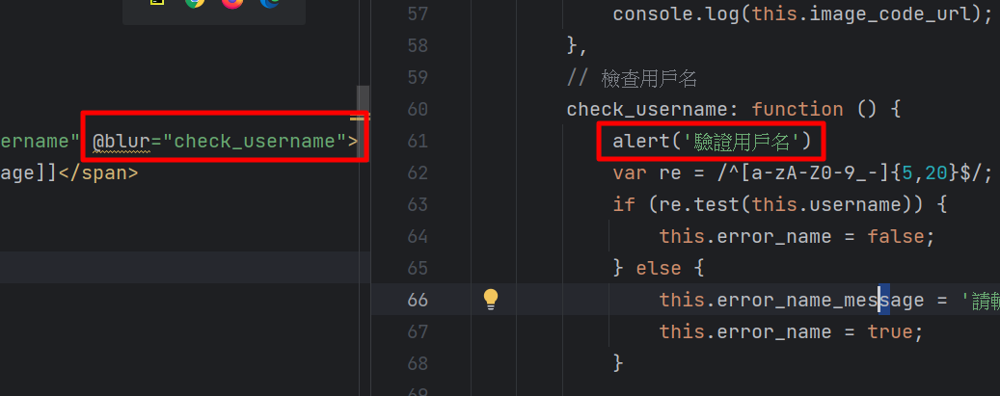 ername" @blur="check_username">
age]]</span>
57 console.log(this.image_code_url);
58 },
59 // 檢查用戶名
60 check_username: function () {
61 alert('驗證用戶名')
62 var re = /^[a-zA-Z0-9_-]{5,20}$/;
63 if (re.test(this.username)) {
64 this.error_name = false;
65 } else {
66 this.error_name_message = '請
67 this.error_name = true;
68 }
69